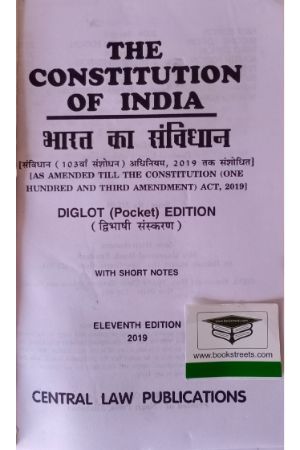 THE
CONSTITUTION
OF INDIA
भारत का संविधान
[संविधान (103वाँ संशोधन) अधिनियम, 2019 तक संशोधित]
[AS AMENDED TILL THE CONSTITUTION (ONE
HUNDRED AND THIRD AMENDMENT) ACT, 2019]
DIGLOT (Pocket) EDITION
(द्विभाषी संस्करण)
WITH SHORT NOTES
ELEVENTH EDITION
2019
www.bookstreets.com
CENTRAL LAW PUBLICATIONS